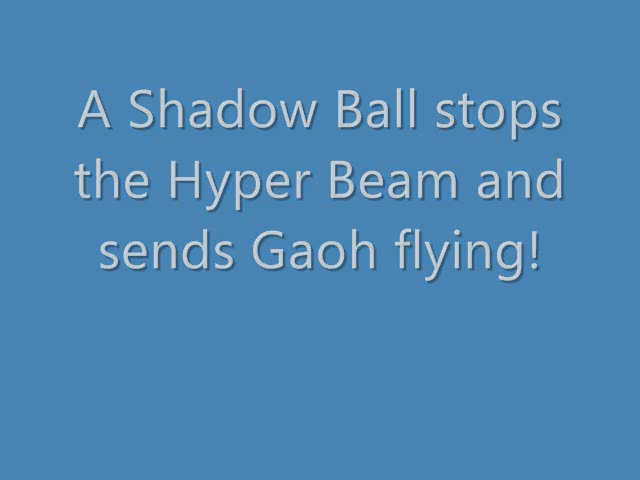 A Shadow Ball stops
the Hyper Beam and
sends Gaoh flying!